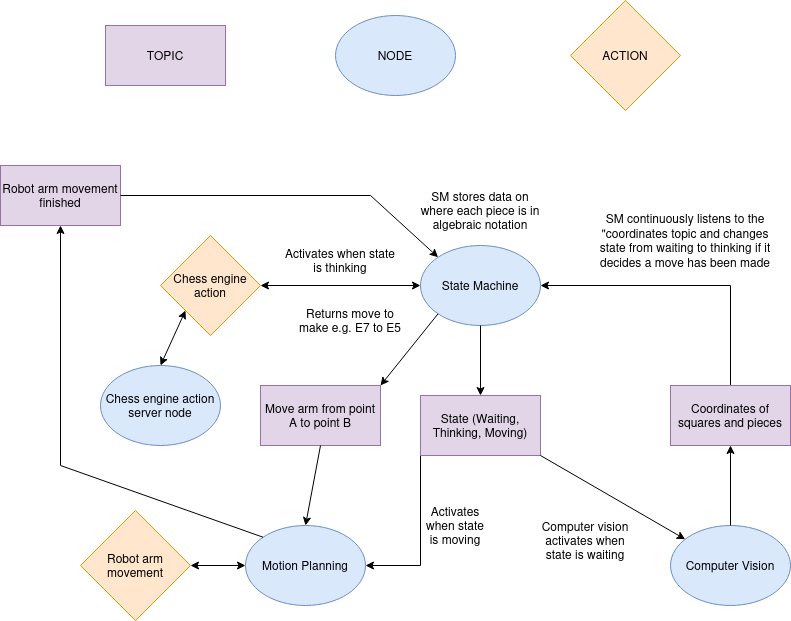 TOPIC
NODE
ACTION
Robot arm movement
finished
SM stores data on
where each piece is in
algebraic notation
SM continuously listens to the
"coordinates topic and changes
state from waiting to thinking if it
decides a move has been made
Activates when state
is thinking
Chess engine
action
State Machine
Returns move to
make e.g. E7 to E5
Chess engine action
server node
Move arm from point
A to point B
State (Waiting,
Thinking, Moving)
Coordinates of
squares and pieces
Activates
when state
is moving
Computer vision
activates when
state is waiting
Robot arm
movement
Motion Planning
Computer Vision